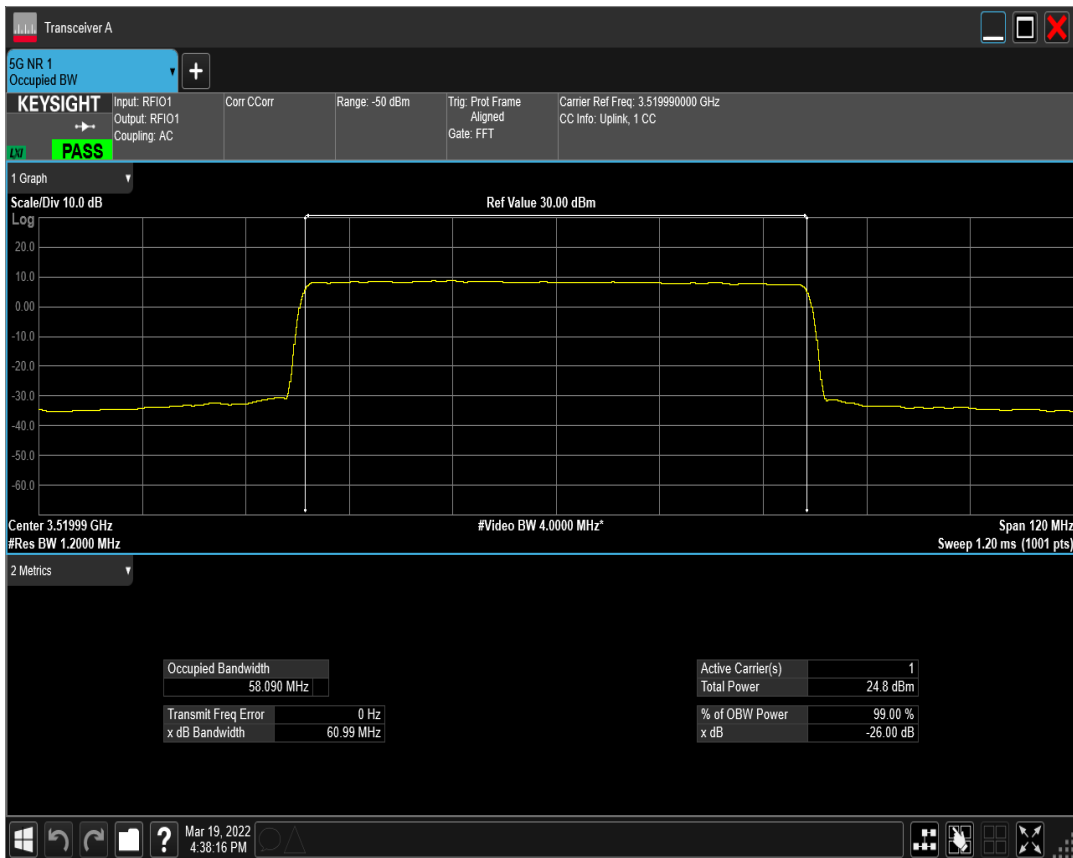 Transceiver A
5G NR 1
Occupied BW
+
KEYSIGHT
LXI
PASS
Input: RFIO1
Output: RFIO1
Coupling: AC
Corr CCorr
Range: -50 dBm
Trig: Prot Frame
Aligned
Gate: FFT
Carrier Ref Freq: 3.519990000 GHz
CC Info: Uplink, 1 CC
1 Graph
Scale/Div 10.0 dB
Ref Value 30.00 dBm
Log
20.0
10.0
0.00
-10.0
-20.0
-30.0
-40.0
-50.0
-60.0
Center 3.51999 GHz
#Video BW 4.0000 MHz*
Span 120 MHz
#Res BW 1.2000 MHz
Sweep 1.20 ms (1001 pts)
2 Metrics
Occupied Bandwidth
58.090 MHz
Transmit Freq Error 0 Hz
x dB Bandwidth 60.99 MHz
Active Carrier(s) 1
Total Power 24.8 dBm
% of OBW Power 99.00 %
x dB -26.00 dB
?
Mar 19, 2022
4:38:16 PM